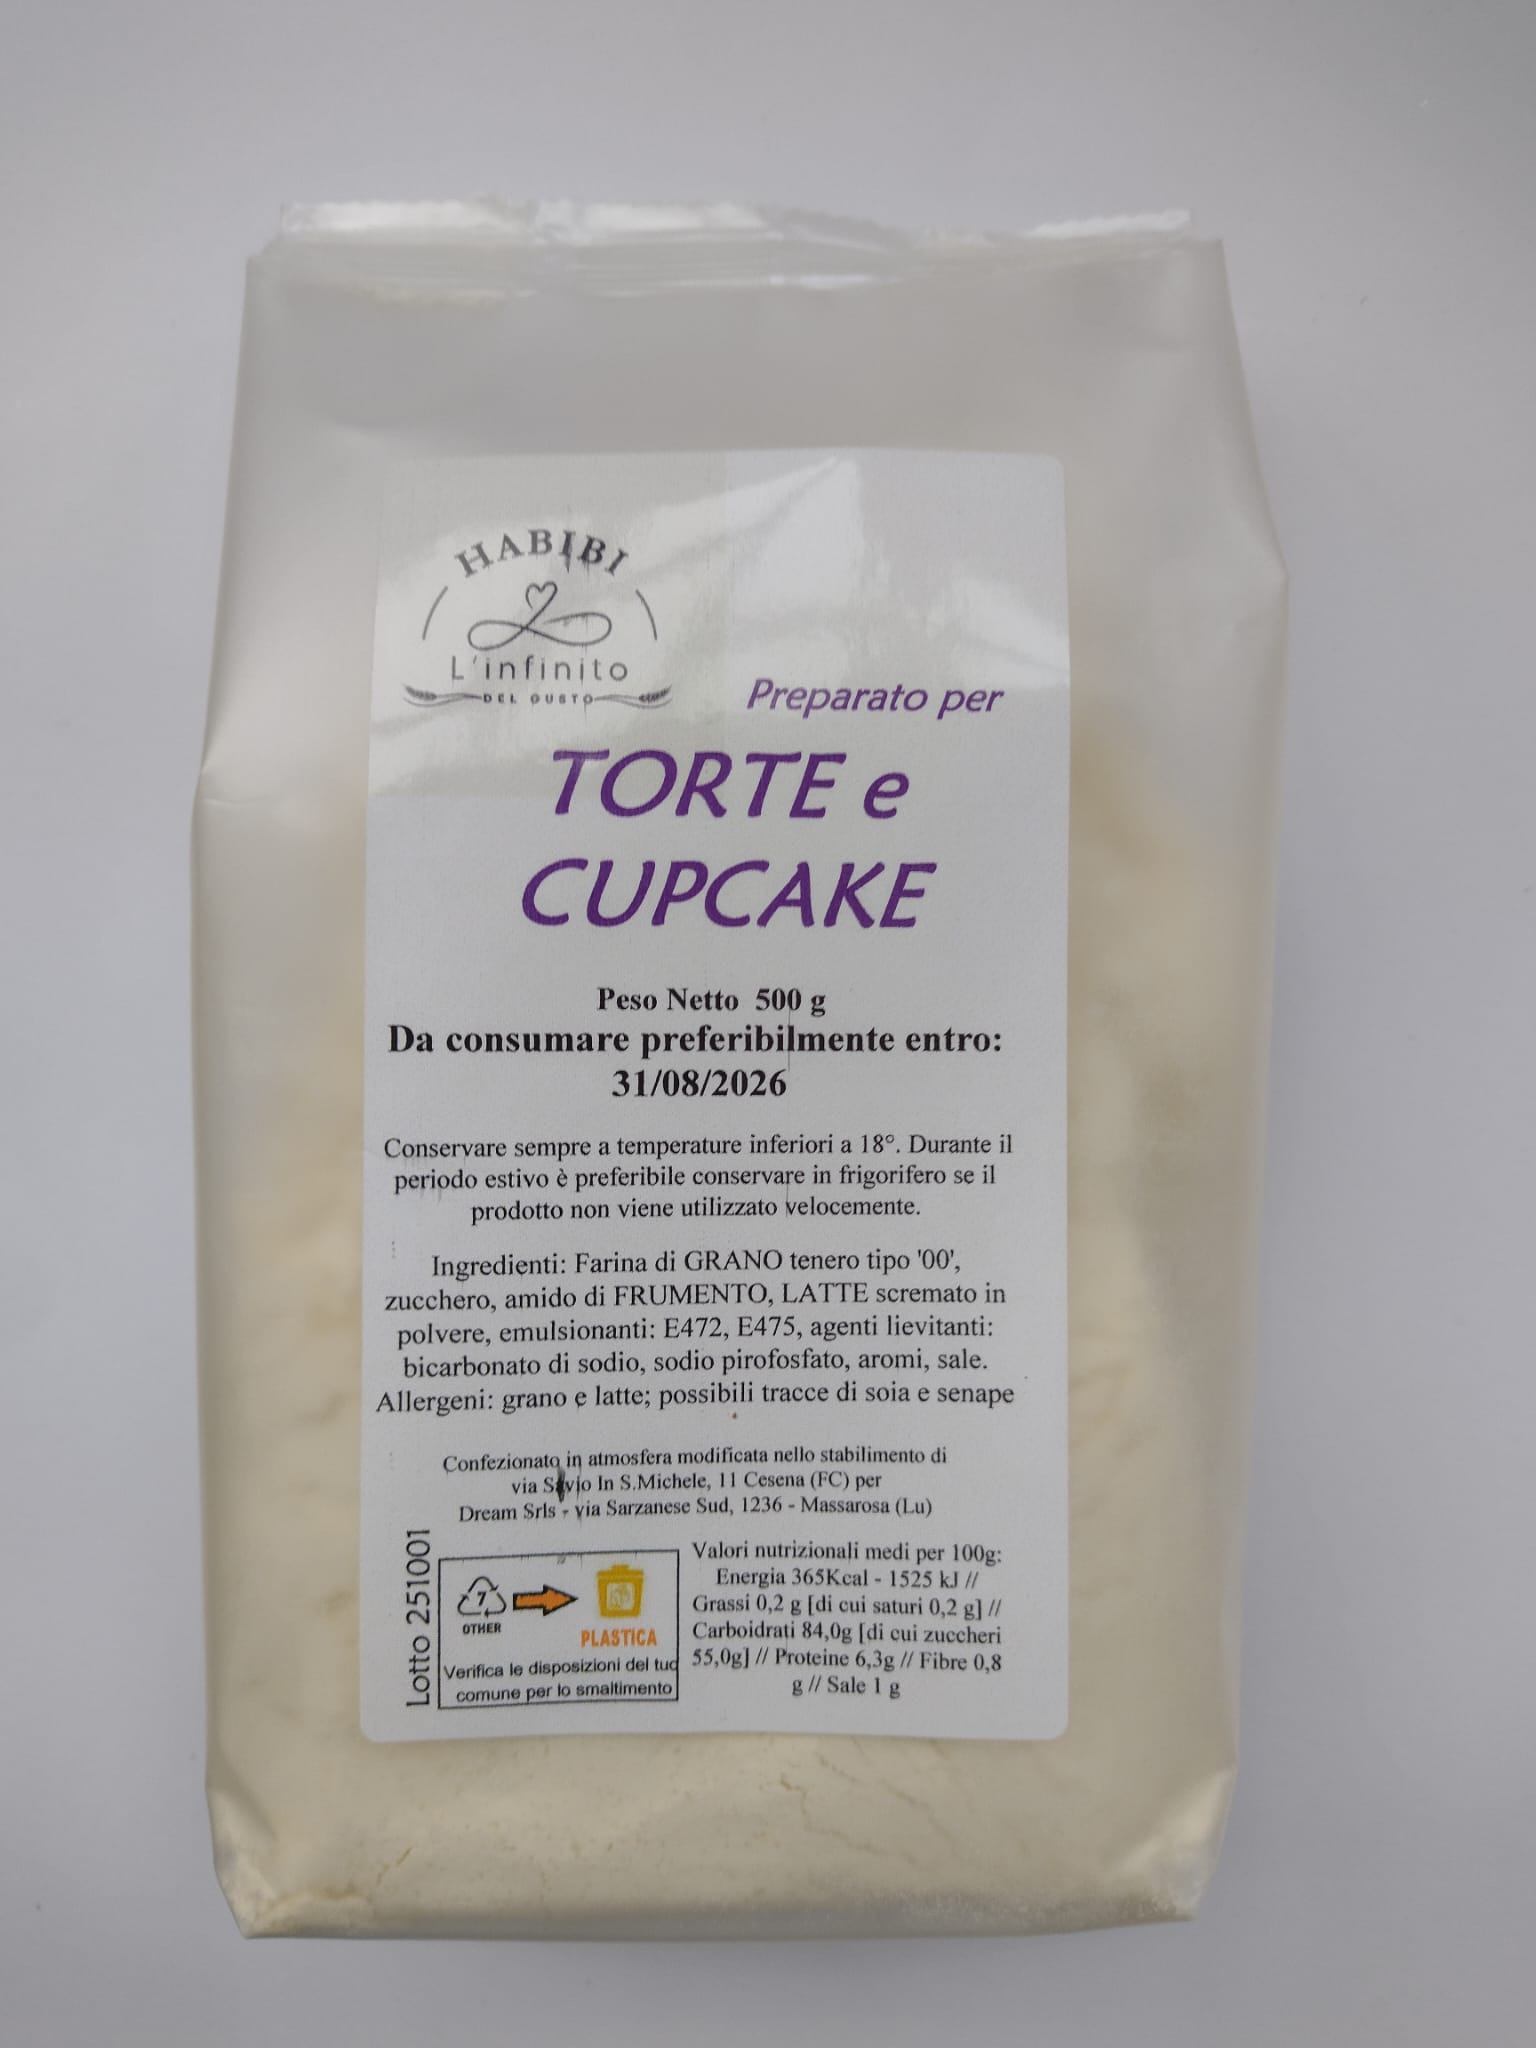 HABIBI
L'infinito
DEL GUSTO
Preparato per
TORTE e
CUPCAKE
Peso Netto 500 g
Da consumare preferibilmente entro:
31/08/2026
Conservare sempre a temperature inferiori a 18°. Durante il
periodo estivo è preferibile conservare in frigorifero se il
prodotto non viene utilizzato velocemente.
Ingredienti: Farina di GRANO tenero tipo '00',
zucchero, amido di FRUMENTO, LATTE scremato in
polvere, emulsionanti: E472, E475, agenti lievitanti:
bicarbonato di sodio, sodio pirofosfato, aromi, sale.
Allergeni: grano e latte; possibili tracce di soia e senape
Confezionato in atmosfera modificata nello stabilimento di
via Savio In S.Michele, 11 Cesena (FC) per
Dream Srls - via Sarzanese Sud, 1236 - Massarosa (Lu)
Lotto 251001
7
OTHER
PLASTICA
Verifica le disposizioni del tuo
comune per lo smaltimento
Valori nutrizionali medi per 100g:
Energia 365Kcal - 1525 kJ //
Grassi 0,2 g [di cui saturi 0,2 g] //
Carboidrati 84,0g [di cui zuccheri
55,0g] // Proteine 6,3g // Fibre 0,8
g // Sale 1 g